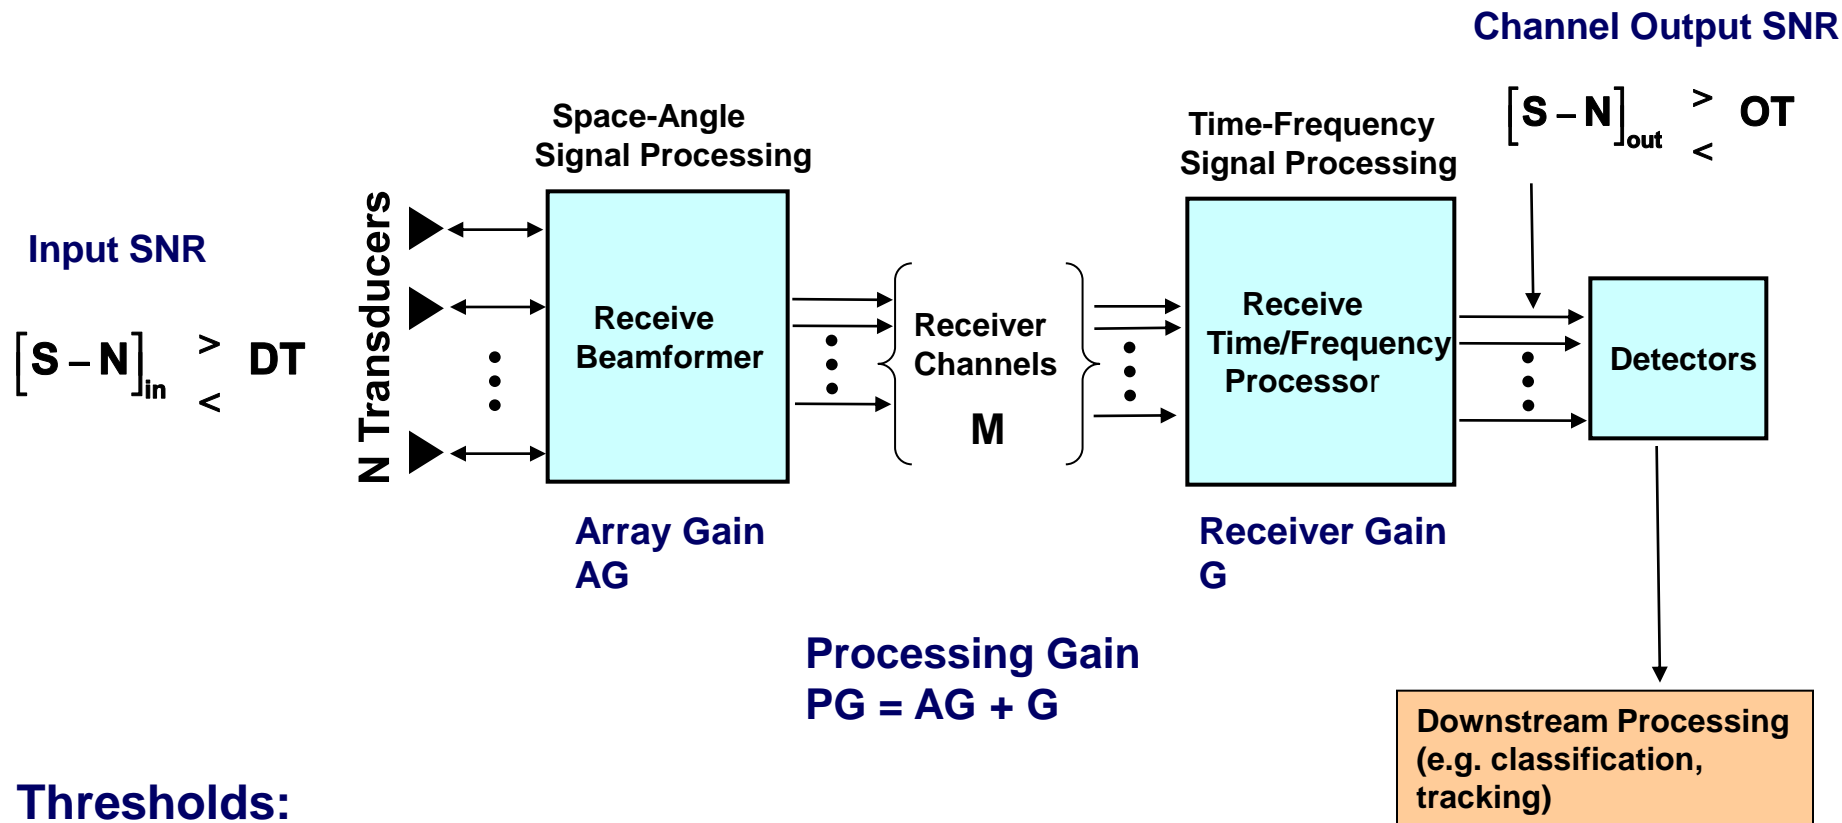 Channel Output SNR
[S – N]out > < OT
Space-Angle
Signal Processing
Time-Frequency
Signal Processing
Input SNR
[S – N]in > < DT
N Transducers
Receive
Beamformer
Receiver
Channels
M
Receive
Time/Frequency
Processor
Detectors
Array Gain
AG
Receiver Gain
G
Processing Gain
PG = AG + G
Downstream Processing
(e.g. classification,
tracking)
Thresholds: